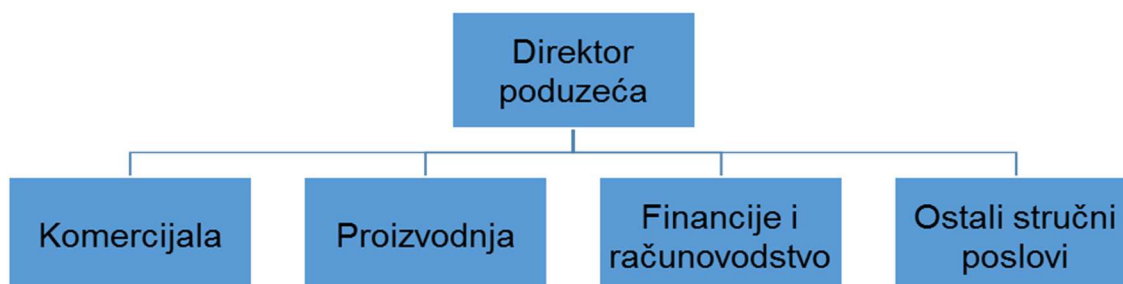 Direktor
poduzeća
Komercijala
Proizvodnja
Financije i
računovodstvo
Ostali stručni
poslovi